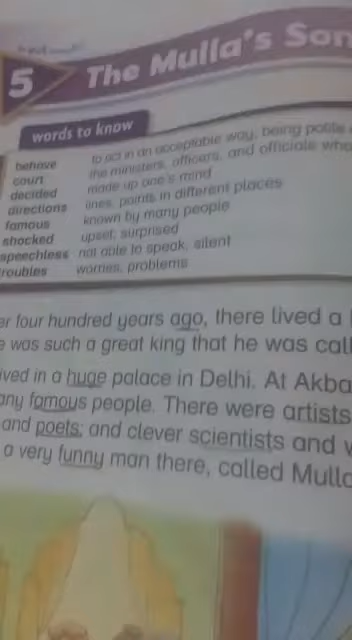 5 The Mulla's Son
words to know
behave to act in an acceptable way, being polite
court the ministers, officers, and officials who
decided made up one's mind
directions lines, points in different places
famous known by many people
shocked upset, surprised
speechless not able to speak, silent
troubles worries, problems
er four hundred years ago, there lived a
e was such a great king that he was call
ived in a huge palace in Delhi. At Akba
any famous people. There were artists
and poets; and clever scientists and w
a very funny man there, called Mulla